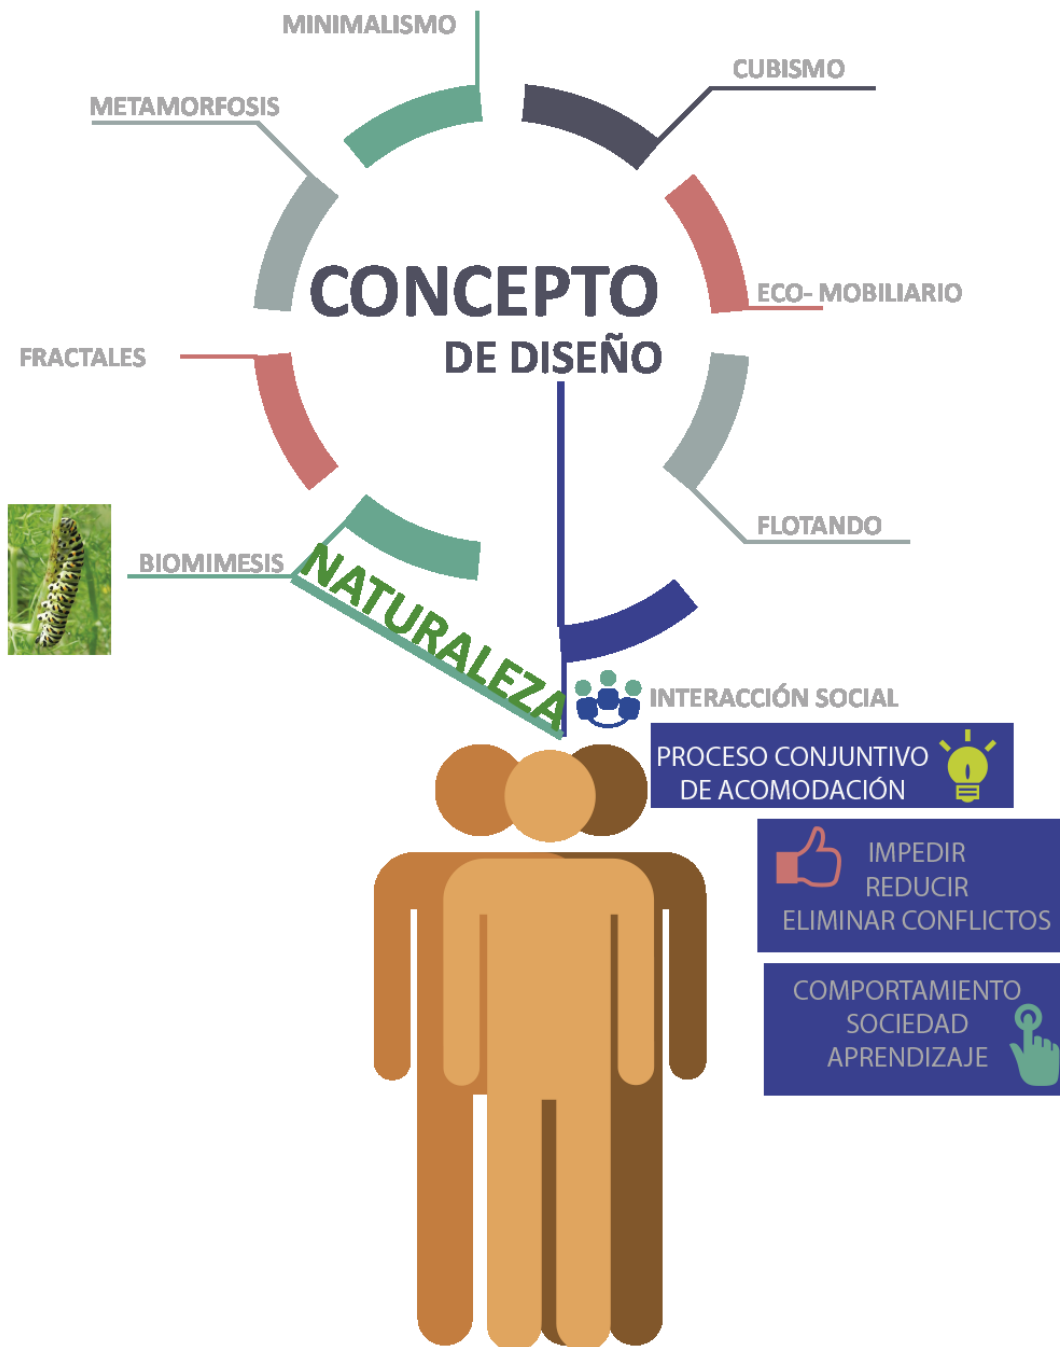 MINIMALISMO
CUBISMO
METAMORFOSIS
CONCEPTO
DE DISEÑO
ECO- MOBILIARIO
FRACTALES
FLOTANDO
BIOMIMESIS
NATURALEZA
INTERACCIÓN SOCIAL
PROCESO CONJUNTIVO
DE ACOMODACIÓN
IMPEDIR
REDUCIR
ELIMINAR CONFLICTOS
COMPORTAMIENTO
SOCIEDAD
APRENDIZAJE